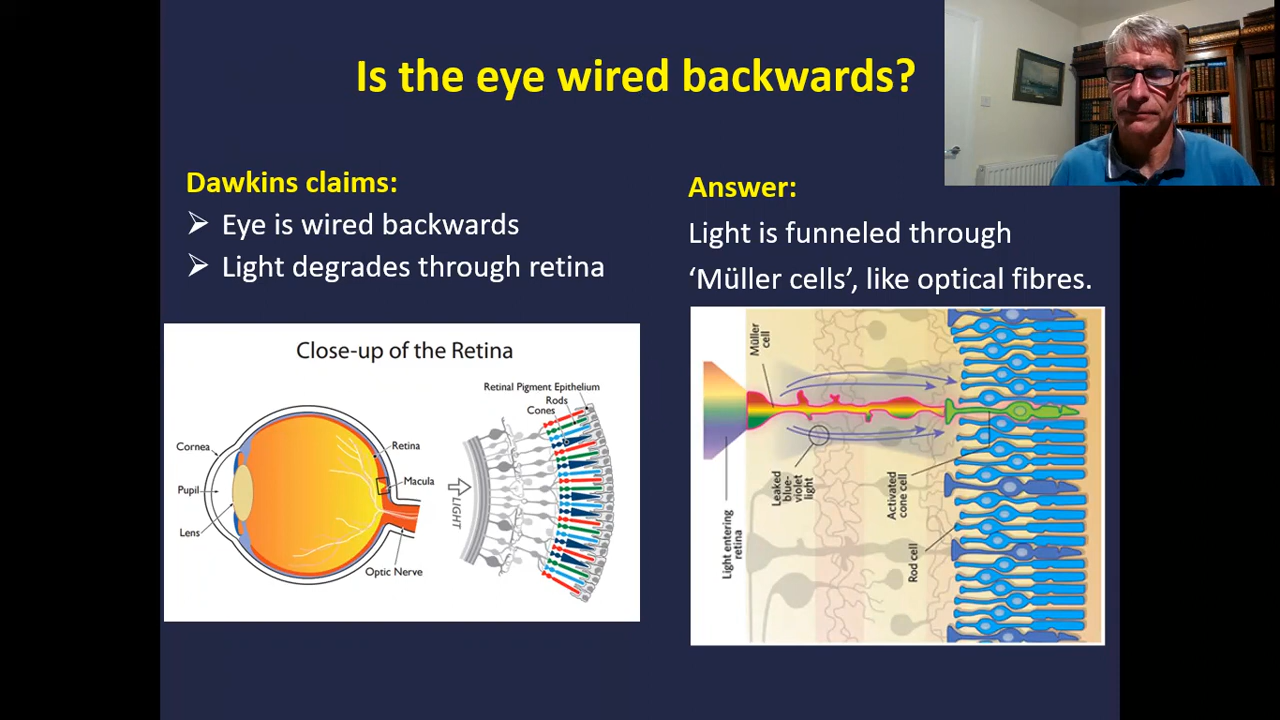 Is the eye wired backwards?
Dawkins claims:
Eye is wired backwards
Light degrades through retina
Answer:
Light is funneled through
‘Müller cells’, like optical fibres.
Close-up of the Retina
Retinal Pigment Epithelium
Rods
Cones
Cornea
Retina
Pupil
Macula
LIGHT
Lens
Optic Nerve
Müller
cell
Leaked
blue-
violet
light
Activated
cone cell
Light entering
retina
Rod cell